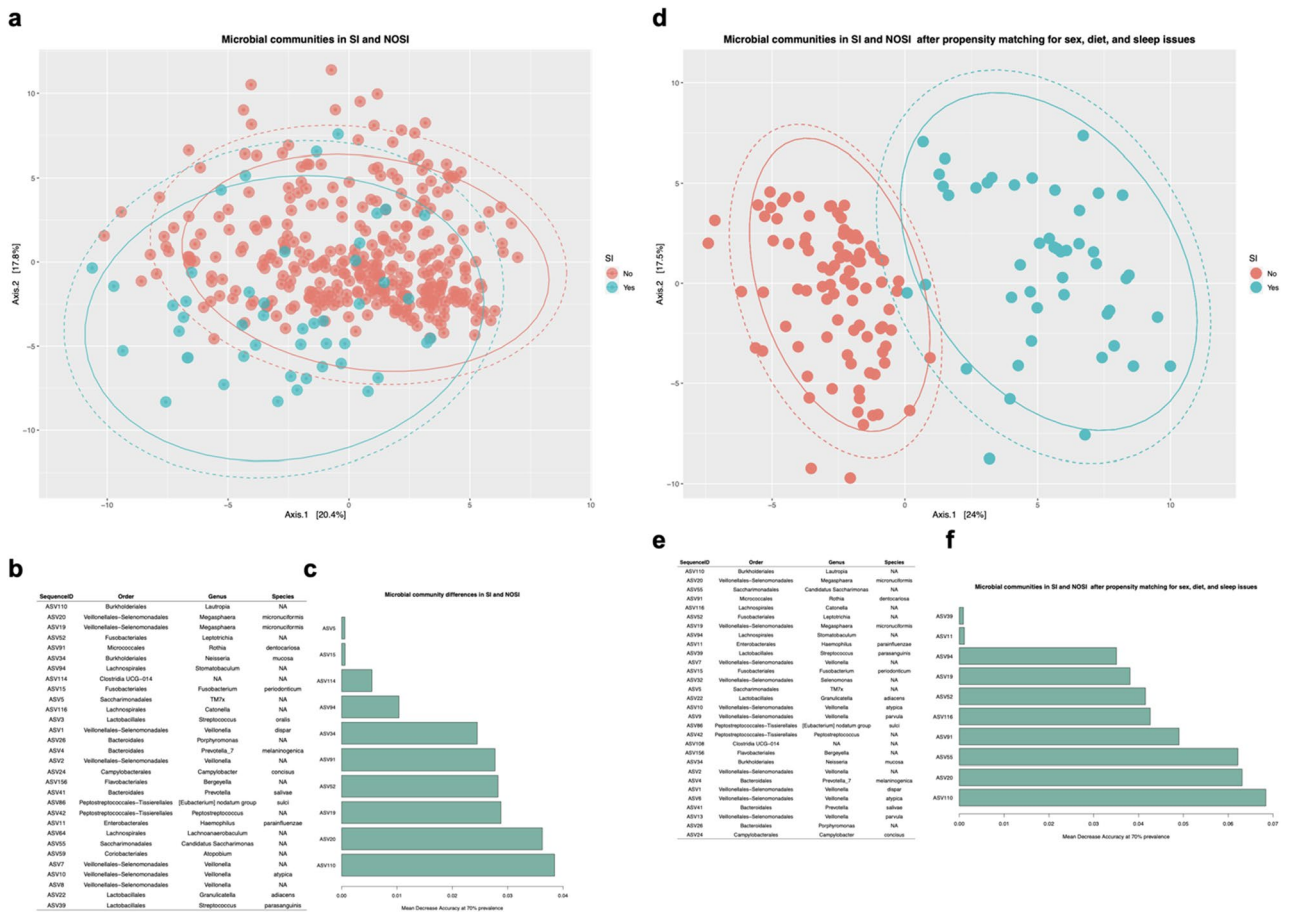 a
Microbial communities in SI and NOSI
10
5
0
−5
−10
Axis.2 [17.8%]
−10 −5 0 5 10
Axis.1 [20.4%]
SI
No
Yes
d
Microbial communities in SI and NOSI after propensity matching for sex, diet, and sleep issues
10
5
0
−5
−10
Axis.2 [17.5%]
−5 0 5 10
Axis.1 [24%]
SI
No
Yes
b
SequenceID Order Genus Species
ASV110 Burkholderiales Lautropia NA
ASV20 Veillonellales−Selenomonadales Megasphaera micronuciformis
ASV19 Veillonellales−Selenomonadales Megasphaera micronuciformis
ASV52 Fusobacteriales Leptotrichia NA
ASV91 Micrococcales Rothia dentocariosa
ASV34 Burkholderiales Neisseria mucosa
ASV94 Lachnospirales Stomatobaculum NA
ASV114 Clostridia UCG−014 NA NA
ASV15 Fusobacteriales Fusobacterium periodonticum
ASV5 Saccharimonadales TM7x NA
ASV116 Lachnospirales Catonella NA
ASV3 Lactobacillales Streptococcus oralis
ASV1 Veillonellales−Selenomonadales Veillonella dispar
ASV26 Bacteroidales Porphyromonas NA
ASV4 Bacteroidales Prevotella_7 melaninogenica
ASV2 Veillonellales−Selenomonadales Veillonella NA
ASV24 Campylobacterales Campylobacter concisus
ASV156 Flavobacteriales Bergeyella NA
ASV41 Bacteroidales Prevotella salivae
ASV86 Peptostreptococcales−Tissierellales [Eubacterium] nodatum group sulci
ASV42 Peptostreptococcales−Tissierellales Peptostreptococcus NA
ASV11 Enterobacterales Haemophilus parainfluenzae
ASV64 Lachnospirales Lachnoanaerobaculum NA
ASV55 Saccharimonadales Candidatus Saccharimonas NA
ASV59 Coriobacteriales Atopobium NA
ASV7 Veillonellales−Selenomonadales Veillonella NA
ASV10 Veillonellales−Selenomonadales Veillonella atypica
ASV8 Veillonellales−Selenomonadales Veillonella NA
ASV22 Lactobacillales Granulicatella adiacens
ASV39 Lactobacillales Streptococcus parasanguinis
c
Microbial community differences in SI and NOSI
ASV5
ASV15
ASV114
ASV94
ASV34
ASV91
ASV52
ASV19
ASV20
ASV110
0.00 0.01 0.02 0.03 0.04
Mean Decrease Accuracy at 70% prevalence
e
SequenceID Order Genus Species
ASV110 Burkholderiales Lautropia NA
ASV20 Veillonellales−Selenomonadales Megasphaera micronuciformis
ASV55 Saccharimonadales Candidatus Saccharimonas NA
ASV91 Micrococcales Rothia dentocariosa
ASV116 Lachnospirales Catonella NA
ASV52 Fusobacteriales Leptotrichia NA
ASV19 Veillonellales−Selenomonadales Megasphaera micronuciformis
ASV94 Lachnospirales Stomatobaculum NA
ASV11 Enterobacterales Haemophilus parainfluenzae
ASV39 Lactobacillales Streptococcus parasanguinis
ASV7 Veillonellales−Selenomonadales Veillonella NA
ASV15 Fusobacteriales Fusobacterium periodonticum
ASV32 Veillonellales−Selenomonadales Selenomonas NA
ASV5 Saccharimonadales TM7x NA
ASV22 Lactobacillales Granulicatella adiacens
ASV10 Veillonellales−Selenomonadales Veillonella atypica
ASV9 Veillonellales−Selenomonadales Veillonella parvula
ASV86 Peptostreptococcales−Tissierellales [Eubacterium] nodatum group sulci
ASV42 Peptostreptococcales−Tissierellales Peptostreptococcus NA
ASV108 Clostridia UCG−014 NA NA
ASV156 Flavobacteriales Bergeyella NA
ASV34 Burkholderiales Neisseria mucosa
ASV2 Veillonellales−Selenomonadales Veillonella NA
ASV4 Bacteroidales Prevotella_7 melaninogenica
ASV1 Veillonellales−Selenomonadales Veillonella dispar
ASV6 Veillonellales−Selenomonadales Veillonella atypica
ASV41 Bacteroidales Prevotella salivae
ASV13 Veillonellales−Selenomonadales Veillonella parvula
ASV26 Bacteroidales Porphyromonas NA
ASV24 Campylobacterales Campylobacter concisus
f
Microbial communities in SI and NOSI after propensity matching for sex, diet, and sleep issues
ASV39
ASV11
ASV94
ASV19
ASV52
ASV116
ASV91
ASV55
ASV20
ASV110
0.00 0.01 0.02 0.03 0.04 0.05 0.06 0.07
Mean Decrease Accuracy at 70% prevalence